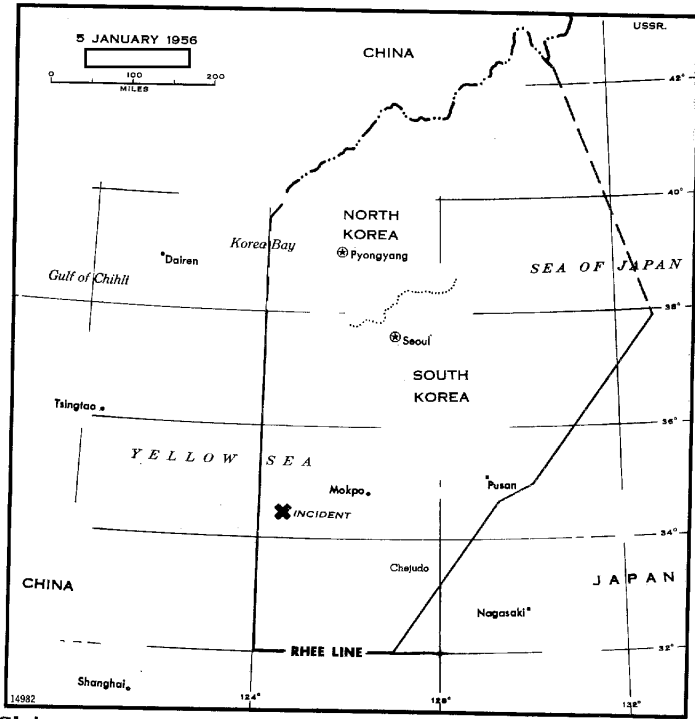 5 JANUARY 1956
0 100 200
MILES
CHINA
USSR.
42°
40°
NORTH
KOREA
Korea Bay
Dairen
Pyongyang
SEA OF JAPAN
Gulf of Chihli
38°
Seoul
SOUTH
KOREA
Tsingtao
36°
YELLOW SEA
Mokpo
Pusan
INCIDENT
34°
Chejudo
CHINA
JAPAN
Nagasaki
RHEE LINE
32°
Shanghai
14982
124°
128°
132°